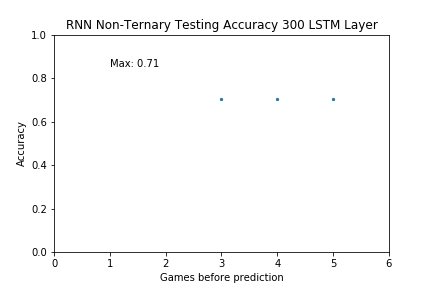 RNN Non-Ternary Testing Accuracy 300 LSTM Layer
1.0
Max: 0.71
0.8
0.6
Accuracy
0.4
0.2
0.0
0 1 2 3 4 5 6
Games before prediction